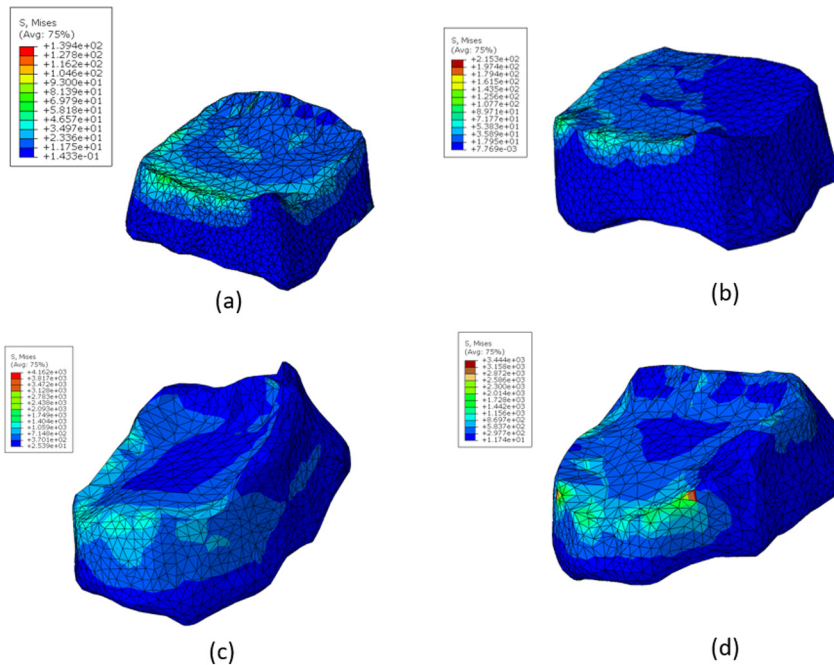 S, Mises
(Avg: 75%)
+1.394e+02
+1.278e+02
+1.162e+02
+1.046e+02
+9.300e+01
+8.139e+01
+6.979e+01
+5.818e+01
+4.657e+01
+3.497e+01
+2.336e+01
+1.175e+01
+1.433e-01
(a)
S, Mises
(Avg: 75%)
+2.153e+02
+1.974e+02
+1.794e+02
+1.615e+02
+1.435e+02
+1.256e+02
+1.077e+02
+8.971e+01
+7.177e+01
+5.383e+01
+3.589e+01
+1.795e+01
+7.769e-03
(b)
S, Mises
(Avg: 75%)
+4.162e+03
+3.817e+03
+3.472e+03
+3.128e+03
+2.783e+03
+2.438e+03
+2.093e+03
+1.749e+03
+1.404e+03
+1.059e+03
+7.148e+02
+3.701e+02
+2.539e+01
(c)
S, Mises
(Avg: 75%)
+3.444e+03
+3.158e+03
+2.872e+03
+2.586e+03
+2.300e+03
+2.014e+03
+1.728e+03
+1.442e+03
+1.156e+03
+8.697e+02
+5.837e+02
+2.977e+02
+1.174e+01
(d)